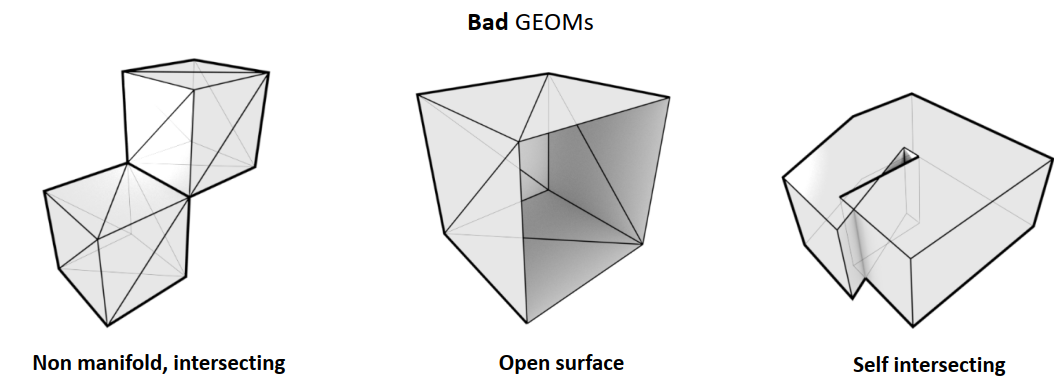 Bad GEOMs
Non manifold, intersecting
Open surface
Self intersecting